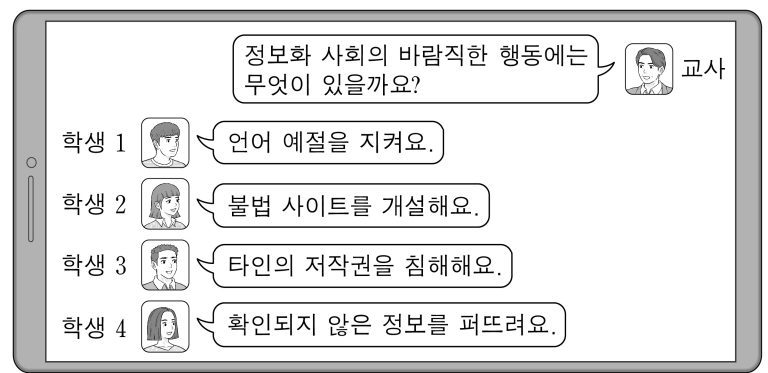 정보화 사회의 바람직한 행동에는
무엇이 있을까요?
교사
학생 1
언어 예절을 지켜요.
학생 2
불법 사이트를 개설해요.
학생 3
타인의 저작권을 침해해요.
학생 4
확인되지 않은 정보를 퍼뜨려요.